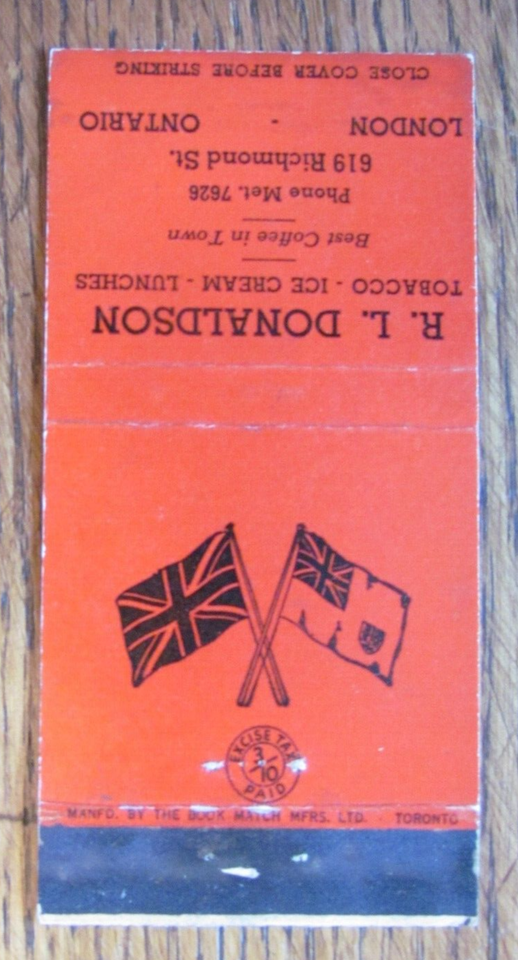 R. L. DONALDSON
TOBACCO - ICE CREAM - LUNCHES
Best Coffee in Town
Phone Met. 7626
619 Richmond St.
LONDON - ONTARIO
CLOSE COVER BEFORE STRIKING
EXCISE TAX
3/10
PAID
MANFD. BY THE BOOK MATCH MFRS. LTD. · TORONTO